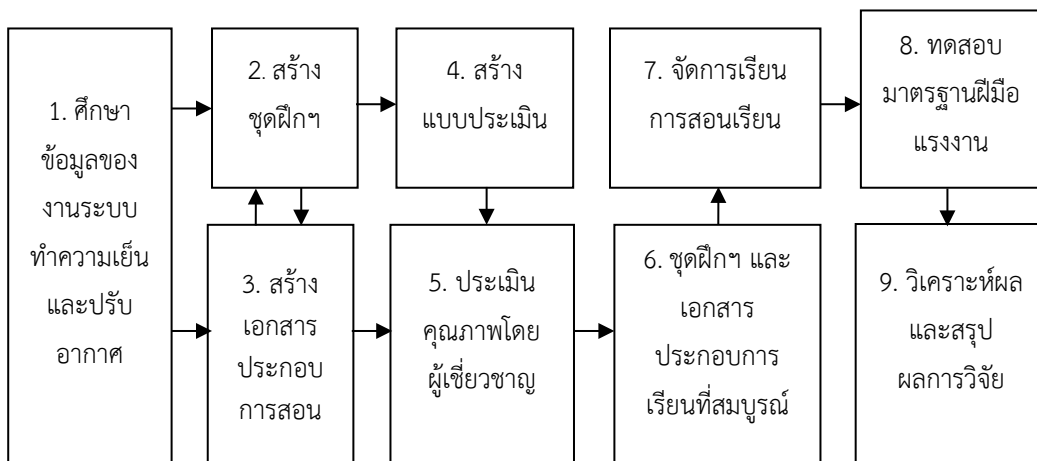 1. ศึกษา
ข้อมูลของ
งานระบบ
ทำความเย็น
และปรับ
อากาศ
2. สร้าง
ชุดฝึกฯ
3. สร้าง
เอกสาร
ประกอบ
การสอน
4. สร้าง
แบบประเมิน
5. ประเมิน
คุณภาพโดย
ผู้เชี่ยวชาญ
6. ชุดฝึกฯ และ
เอกสาร
ประกอบการ
เรียนที่สมบูรณ์
7. จัดการเรียน
การสอนเรียน
8. ทดสอบ
มาตรฐานฝีมือ
แรงงาน
9. วิเคราะห์ผล
และสรุป
ผลการวิจัย